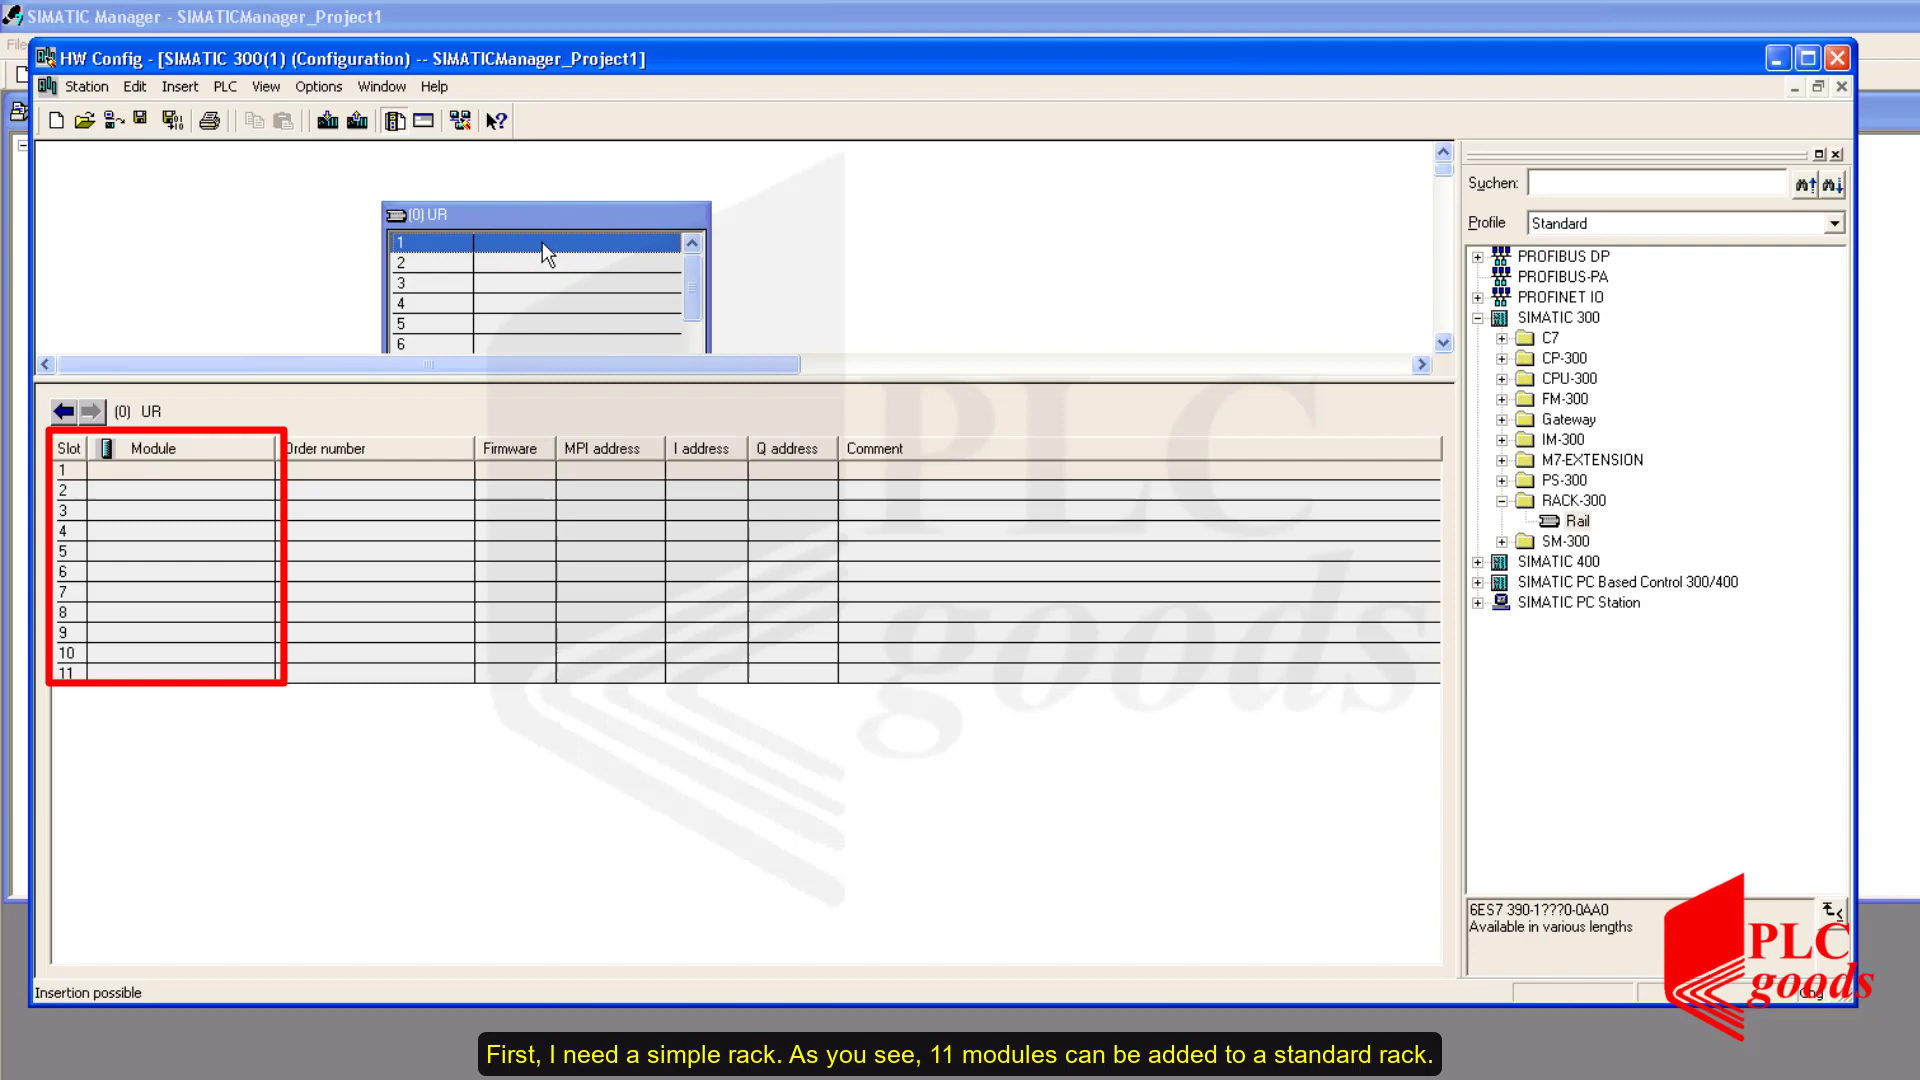 SIMATIC Manager - SIMATICManager_Project1
File
HW Config - [SIMATIC 300(1) (Configuration) -- SIMATICManager_Project1]
Station Edit Insert PLC View Options Window Help
(0) UR
1
2
3
4
5
6
(0) UR
Slot Module Order number Firmware MPI address I address Q address Comment
1
2
3
4
5
6
7
8
9
10
11
Suchen:
Profile Standard
PROFIBUS DP
PROFIBUS-PA
PROFINET IO
SIMATIC 300
C7
CP-300
CPU-300
FM-300
Gateway
IM-300
M7-EXTENSION
PS-300
RACK-300
Rail
SM-300
SIMATIC 400
SIMATIC PC Based Control 300/400
SIMATIC PC Station
6ES7 390-1???0-0AA0
Available in various lengths
PLC
goods
PLC
goods
Insertion possible
Chg
First, I need a simple rack. As you see, 11 modules can be added to a standard rack.